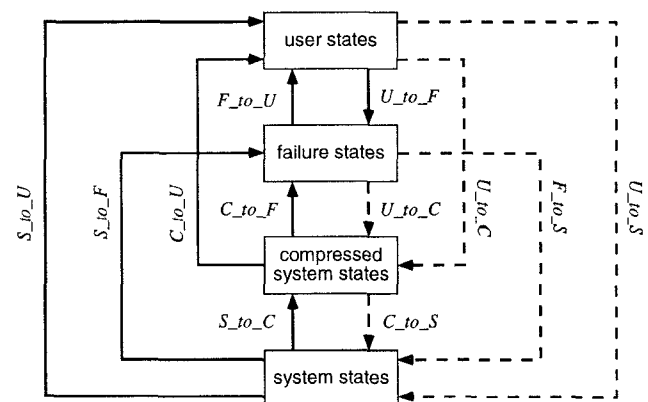 user states
F_to_U
U_to_F
failure states
S_to_U
S_to_F
C_to_U
C_to_F
U_to_C
U_to_C
F_to_S
U_to_S
compressed
system states
S_to_C
C_to_S
system states